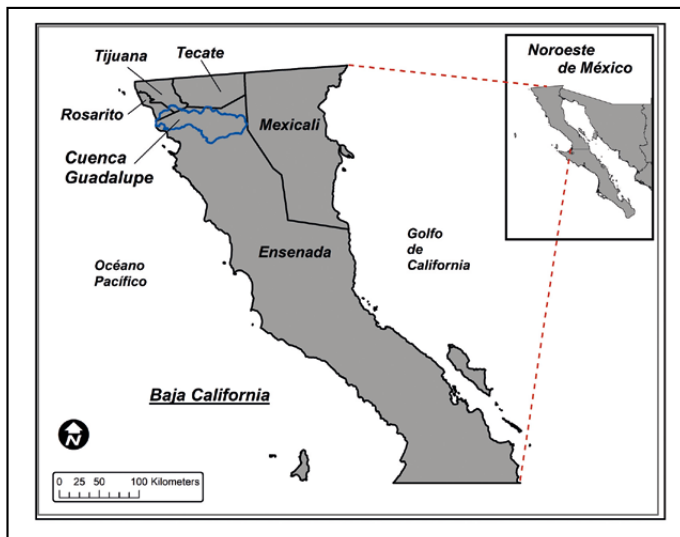 Tijuana
Tecate
Noroeste
de México
Rosarito
Mexicali
Cuenca
Guadalupe
Ensenada
Golfo
de
California
Océano
Pacífico
Baja California
N
0 25 50 100 Kilometers